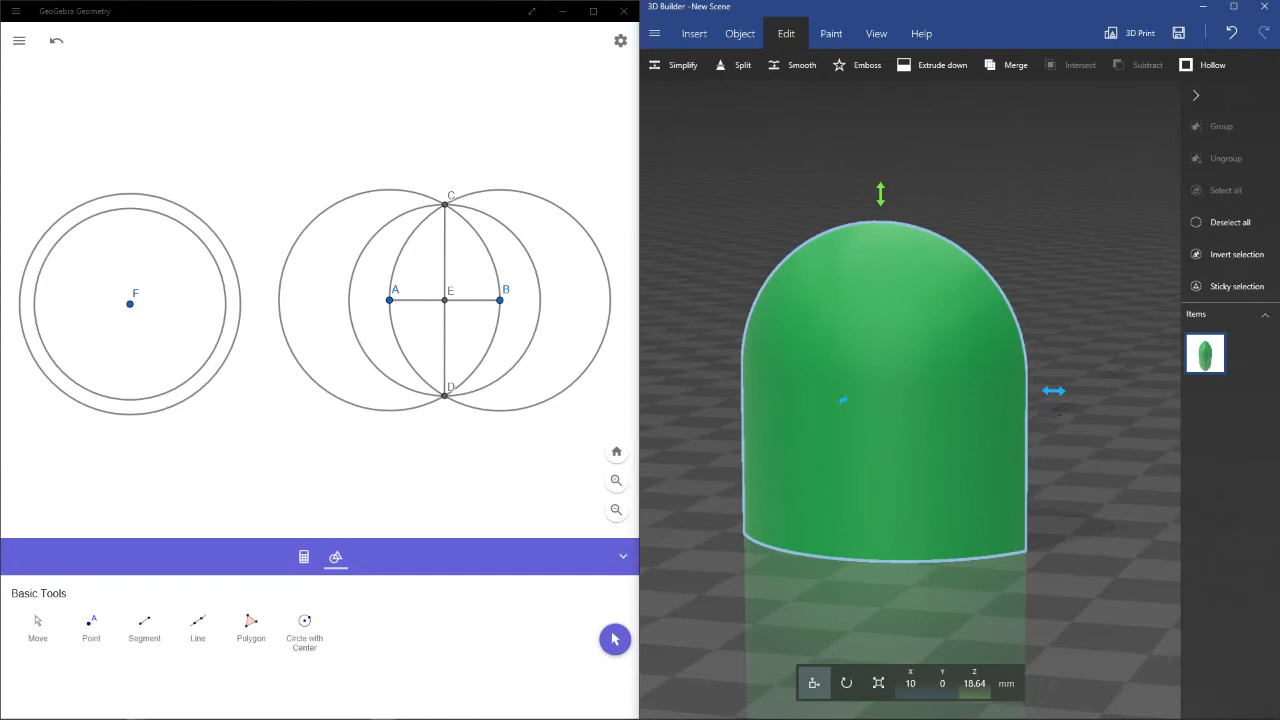 GeoGebra Geometry
F
C
A
E
B
D
Basic Tools
A
Move
Point
Segment
Line
Polygon
Circle with
Center
3D Builder - New Scene
Insert
Object
Edit
Paint
View
Help
3D Print
Simplify
Split
Smooth
Emboss
Extrude down
Merge
Intersect
Subtract
Hollow
Group
Ungroup
Select all
Deselect all
Invert selection
Sticky selection
Items
X Y Z
10 0 18.64 mm